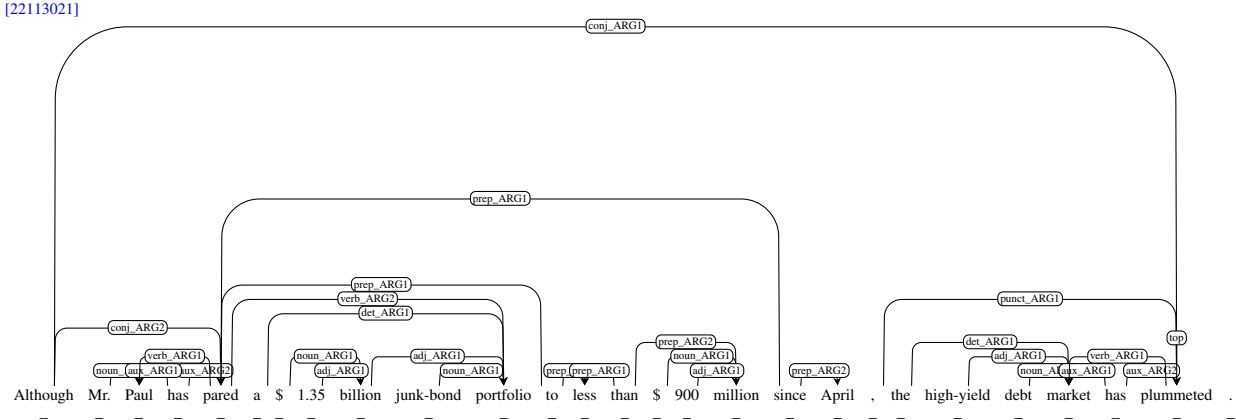 [22113021]
conj_ARG1
prep_ARG1
prep_ARG1
verb_ARG2
det_ARG1
punct_ARG1
conj_ARG2
top
prep_ARG2 det_ARG1
verb_ARG1 noun_ARG1 adj_ARG1 noun_ARG1 adj_ARG1 verb_ARG1
aux_ARG1 adj_ARG1 noun_ARG1 prep_ARG1 adj_ARG1 prep_ARG2 aux_ARG1 aux_ARG2
Although Mr. Paul has pared a $ 1.35 billion junk-bond portfolio to less than $ 900 million since April , the high-yield debt market has plummeted .